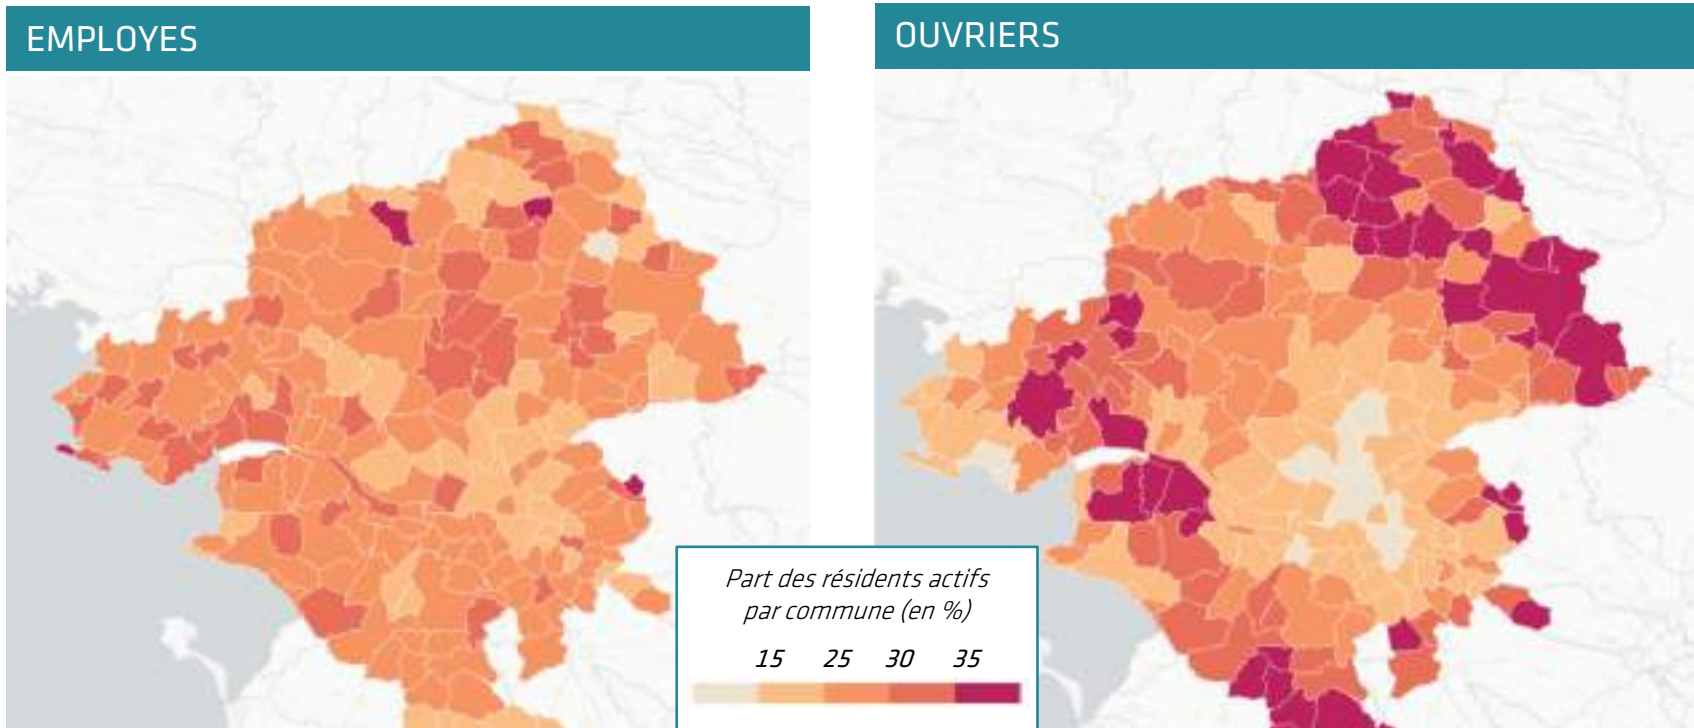 EMPLOYES
OUVRIERS
Part des résidents actifs
par commune (en %)
15 25 30 35